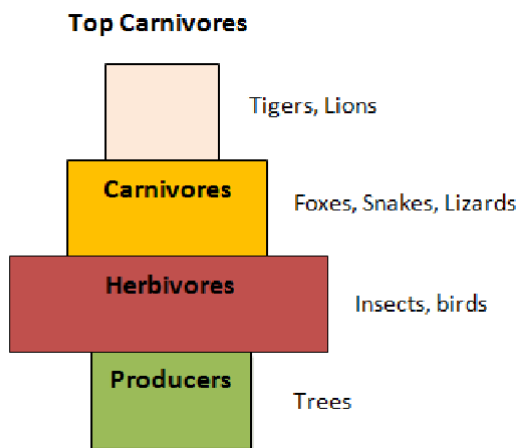 Top Carnivores
Tigers, Lions
Carnivores
Foxes, Snakes, Lizards
Herbivores
Insects, birds
Producers
Trees